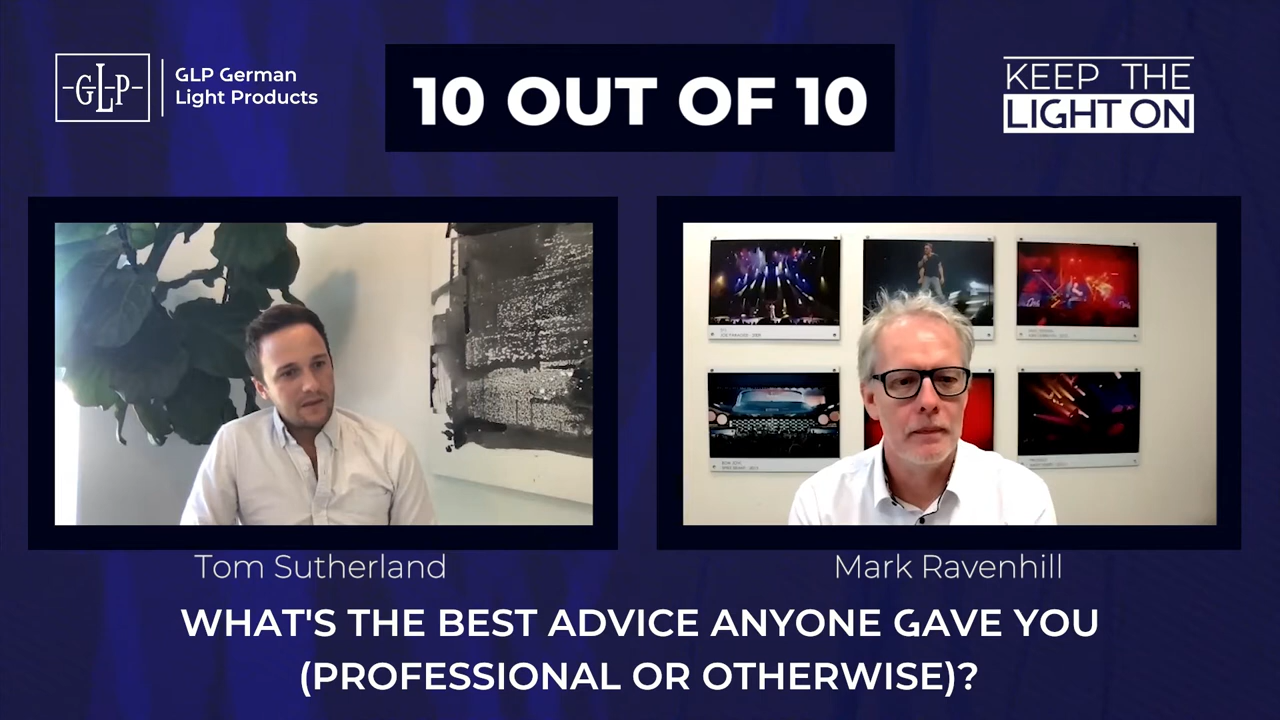 GLP
GLP German
Light Products
10 OUT OF 10
KEEP THE
LIGHT ON
Tom Sutherland
Mark Ravenhill
WHAT'S THE BEST ADVICE ANYONE GAVE YOU
(PROFESSIONAL OR OTHERWISE)?